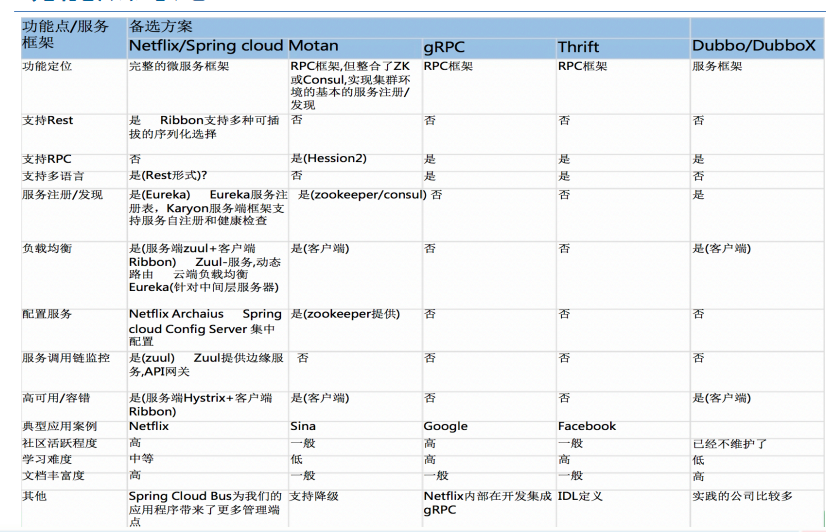 功能点/服务框架 备选方案
Netflix/Spring cloud Motan gRPC Thrift Dubbo/DubboX
功能定位 完整的微服务框架 RPC框架,但整合了ZK或Consul,实现集群环境的基本的服务注册/发现 RPC框架 RPC框架 服务框架
支持Rest 是 Ribbon支持多种可插拔的序列化选择 否 否 否 否
支持RPC 否 是(Hession2) 是 是 是
支持多语言 是(Rest形式)? 否 是 是 否
服务注册/发现 是(Eureka) Eureka服务注册表，Karyon服务端框架支持服务自注册和健康检查 是(zookeeper/consul) 否 否 是
负载均衡 是(服务端zuul+客户端Ribbon) Zuul-服务,动态路由 云端负载均衡 Eureka(针对中间层服务器) 是(客户端) 否 否 是(客户端)
配置服务 Netflix Archaius Spring cloud Config Server 集中配置 是(zookeeper提供) 否 否 否
服务调用链监控 是(zuul) Zuul提供边缘服务,API网关 否 否 否 否
高可用/容错 是(服务端Hystrix+客户端Ribbon) 是(客户端) 否 否 是(客户端)
典型应用案例 Netflix Sina Google Facebook
社区活跃程度 高 一般 高 一般 已经不维护了
学习难度 中等 低 高 高 低
文档丰富度 高 一般 一般 一般 高
其他 Spring Cloud Bus为我们的应用程序带来了更多管理端点 支持降级 Netflix内部在开发集成gRPC IDL定义 实践的公司比较多